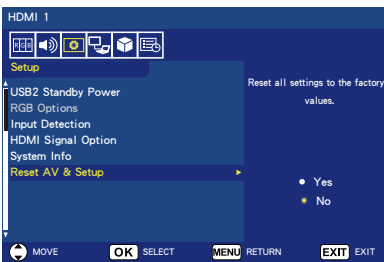 HDMI 1
RGB
Setup
USB2 Standby Power
RGB Options
Input Detection
HDMI Signal Option
System Info
Reset AV & Setup
Reset all settings to the factory
values.
Yes
No
MOVE OK SELECT MENU RETURN EXIT EXIT